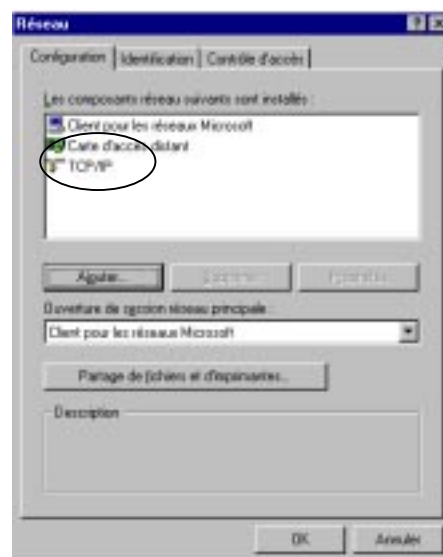 Réseau
Configuration Identification Contrôle d'accès
Les composants réseau suivants sont installés :
Client pour les réseaux Microsoft
Carte d'accès distant
TCP/IP
Ajouter... Supprimer Propriétés
Ouverture de session réseau principale :
Client pour les réseaux Microsoft
Partage de fichiers et d'imprimantes...
Description
OK Annuler